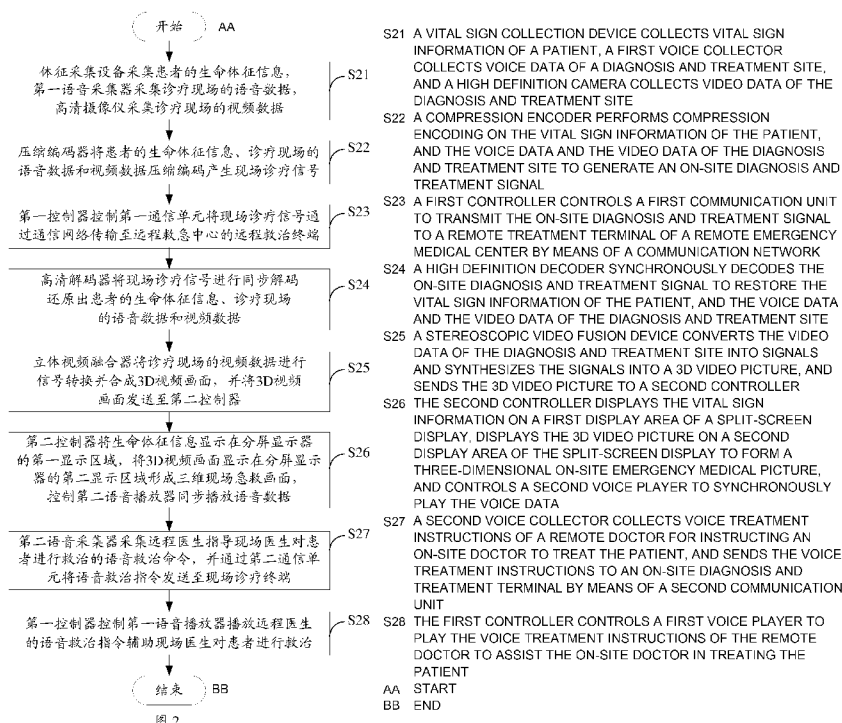 开始 AA
体征采集设备采集患者的生命体征信息，
第一语音采集器采集诊疗现场的语音数据，
高清摄像仪采集诊疗现场的视频数据
S21
压缩编码器将患者的生命体征信息、诊疗现场的
语音数据和视频数据压缩编码产生现场诊疗信号
S22
第一控制器控制第一通信单元将现场诊疗信号通
过通信网络传输至远程救急中心的远程救治终端
S23
高清解码器将现场诊疗信号进行同步解码
还原出患者的生命体征信息、诊疗现场
的语音数据和视频数据
S24
立体视频融合器将诊疗现场的视频数据进行
信号转换并合成3D视频画面，并将3D视频
画面发送至第二控制器
S25
第二控制器将生命体征信息显示在分屏显示器
的第一显示区域，将3D视频画面显示在分屏显示
器的第二显示区域形成三维现场急救画面，
控制第二语音播放器同步播放语音数据
S26
第二语音采集器采集远程医生指导现场医生对患
者进行救治的语音救治命令，并通过第二通信单
元将语音救治指令发送至现场诊疗终端
S27
第一控制器控制第一语音播放器播放远程医生
的语音救治指令辅助现场医生对患者进行救治
S28
结束 BB
图 2
S21 A VITAL SIGN COLLECTION DEVICE COLLECTS VITAL SIGN
INFORMATION OF A PATIENT, A FIRST VOICE COLLECTOR
COLLECTS VOICE DATA OF A DIAGNOSIS AND TREATMENT SITE,
AND A HIGH DEFINITION CAMERA COLLECTS VIDEO DATA OF THE
DIAGNOSIS AND TREATMENT SITE
S22 A COMPRESSION ENCODER PERFORMS COMPRESSION
ENCODING ON THE VITAL SIGN INFORMATION OF THE PATIENT,
AND THE VOICE DATA AND THE VIDEO DATA OF THE DIAGNOSIS
AND TREATMENT SITE TO GENERATE AN ON-SITE DIAGNOSIS AND
TREATMENT SIGNAL
S23 A FIRST CONTROLLER CONTROLS A FIRST COMMUNICATION UNIT
TO TRANSMIT THE ON-SITE DIAGNOSIS AND TREATMENT SIGNAL
TO A REMOTE TREATMENT TERMINAL OF A REMOTE EMERGENCY
MEDICAL CENTER BY MEANS OF A COMMUNICATION NETWORK
S24 A HIGH DEFINITION DECODER SYNCHRONOUSLY DECODES THE
ON-SITE DIAGNOSIS AND TREATMENT SIGNAL TO RESTORE THE
VITAL SIGN INFORMATION OF THE PATIENT, AND THE VOICE DATA
AND THE VIDEO DATA OF THE DIAGNOSIS AND TREATMENT SITE
S25 A STEREOSCOPIC VIDEO FUSION DEVICE CONVERTS THE VIDEO
DATA OF THE DIAGNOSIS AND TREATMENT SITE INTO SIGNALS
AND SYNTHESIZES THE SIGNALS INTO A 3D VIDEO PICTURE, AND
SENDS THE 3D VIDEO PICTURE TO A SECOND CONTROLLER
S26 THE SECOND CONTROLLER DISPLAYS THE VITAL SIGN
INFORMATION ON A FIRST DISPLAY AREA OF A SPLIT-SCREEN
DISPLAY, DISPLAYS THE 3D VIDEO PICTURE ON A SECOND
DISPLAY AREA OF THE SPLIT-SCREEN DISPLAY TO FORM A
THREE-DIMENSIONAL ON-SITE EMERGENCY MEDICAL PICTURE,
AND CONTROLS A SECOND VOICE PLAYER TO SYNCHRONOUSLY
PLAY THE VOICE DATA
S27 A SECOND VOICE COLLECTOR COLLECTS VOICE TREATMENT
INSTRUCTIONS OF A REMOTE DOCTOR FOR INSTRUCTING AN
ON-SITE DOCTOR TO TREAT THE PATIENT, AND SENDS THE VOICE
TREATMENT INSTRUCTIONS TO AN ON-SITE DIAGNOSIS AND
TREATMENT TERMINAL BY MEANS OF A SECOND COMMUNICATION
UNIT
S28 THE FIRST CONTROLLER CONTROLS A FIRST VOICE PLAYER TO
PLAY THE VOICE TREATMENT INSTRUCTIONS OF THE REMOTE
DOCTOR TO ASSIST THE ON-SITE DOCTOR IN TREATING THE
PATIENT
AA START
BB END